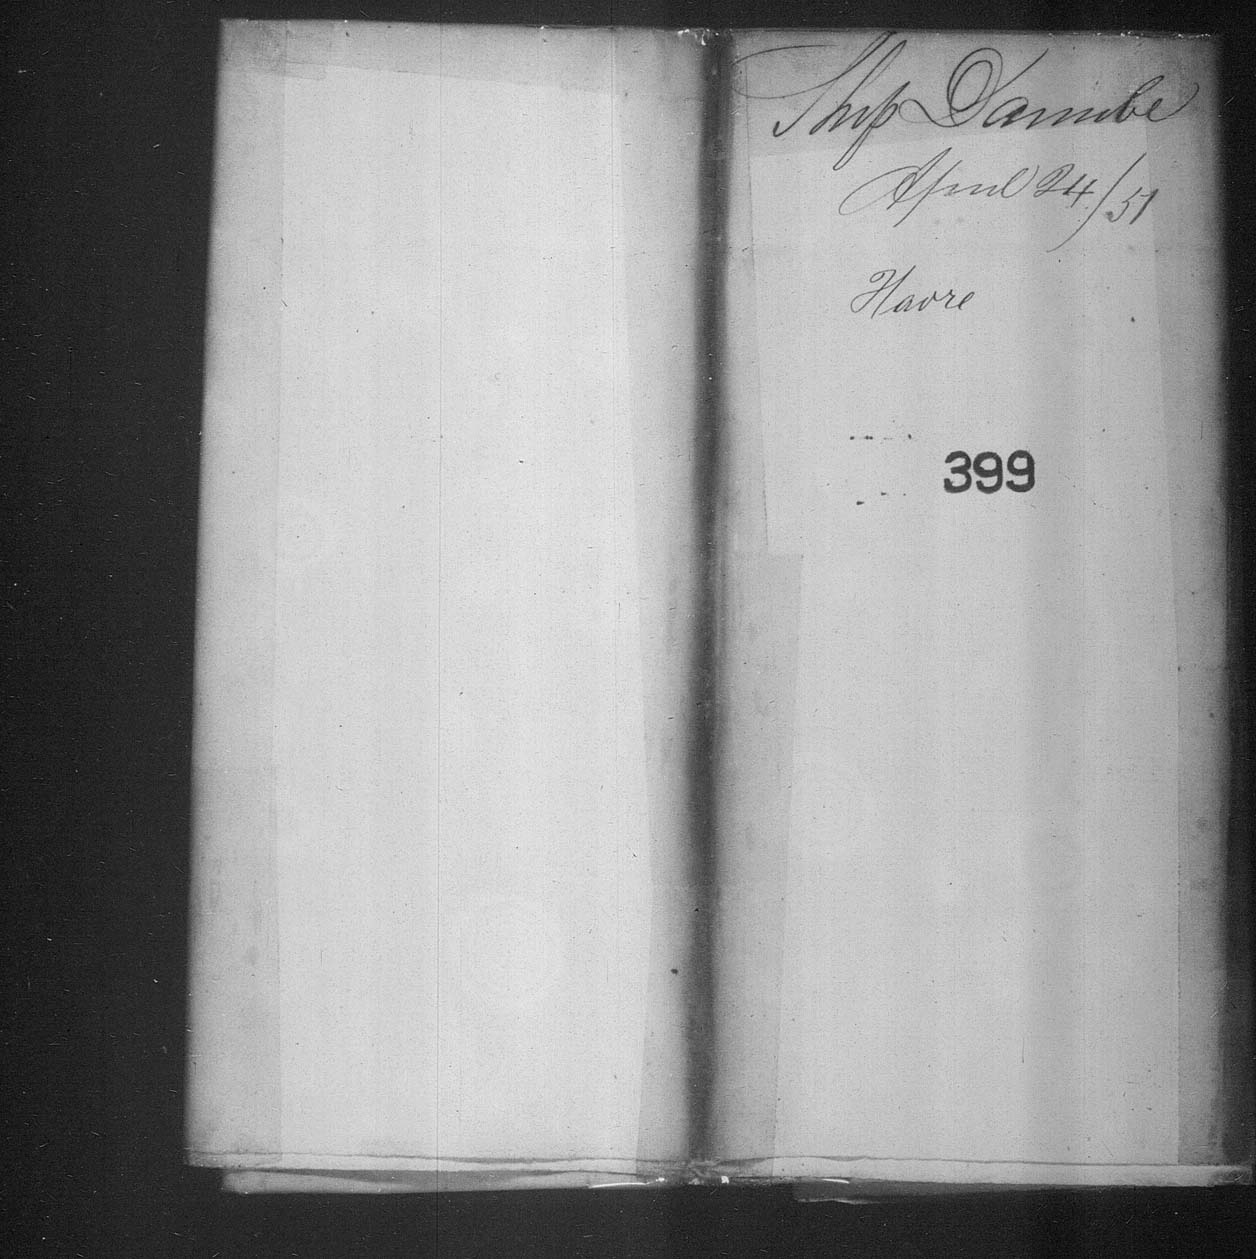 Ship Danube
April 24/51
Havre
399